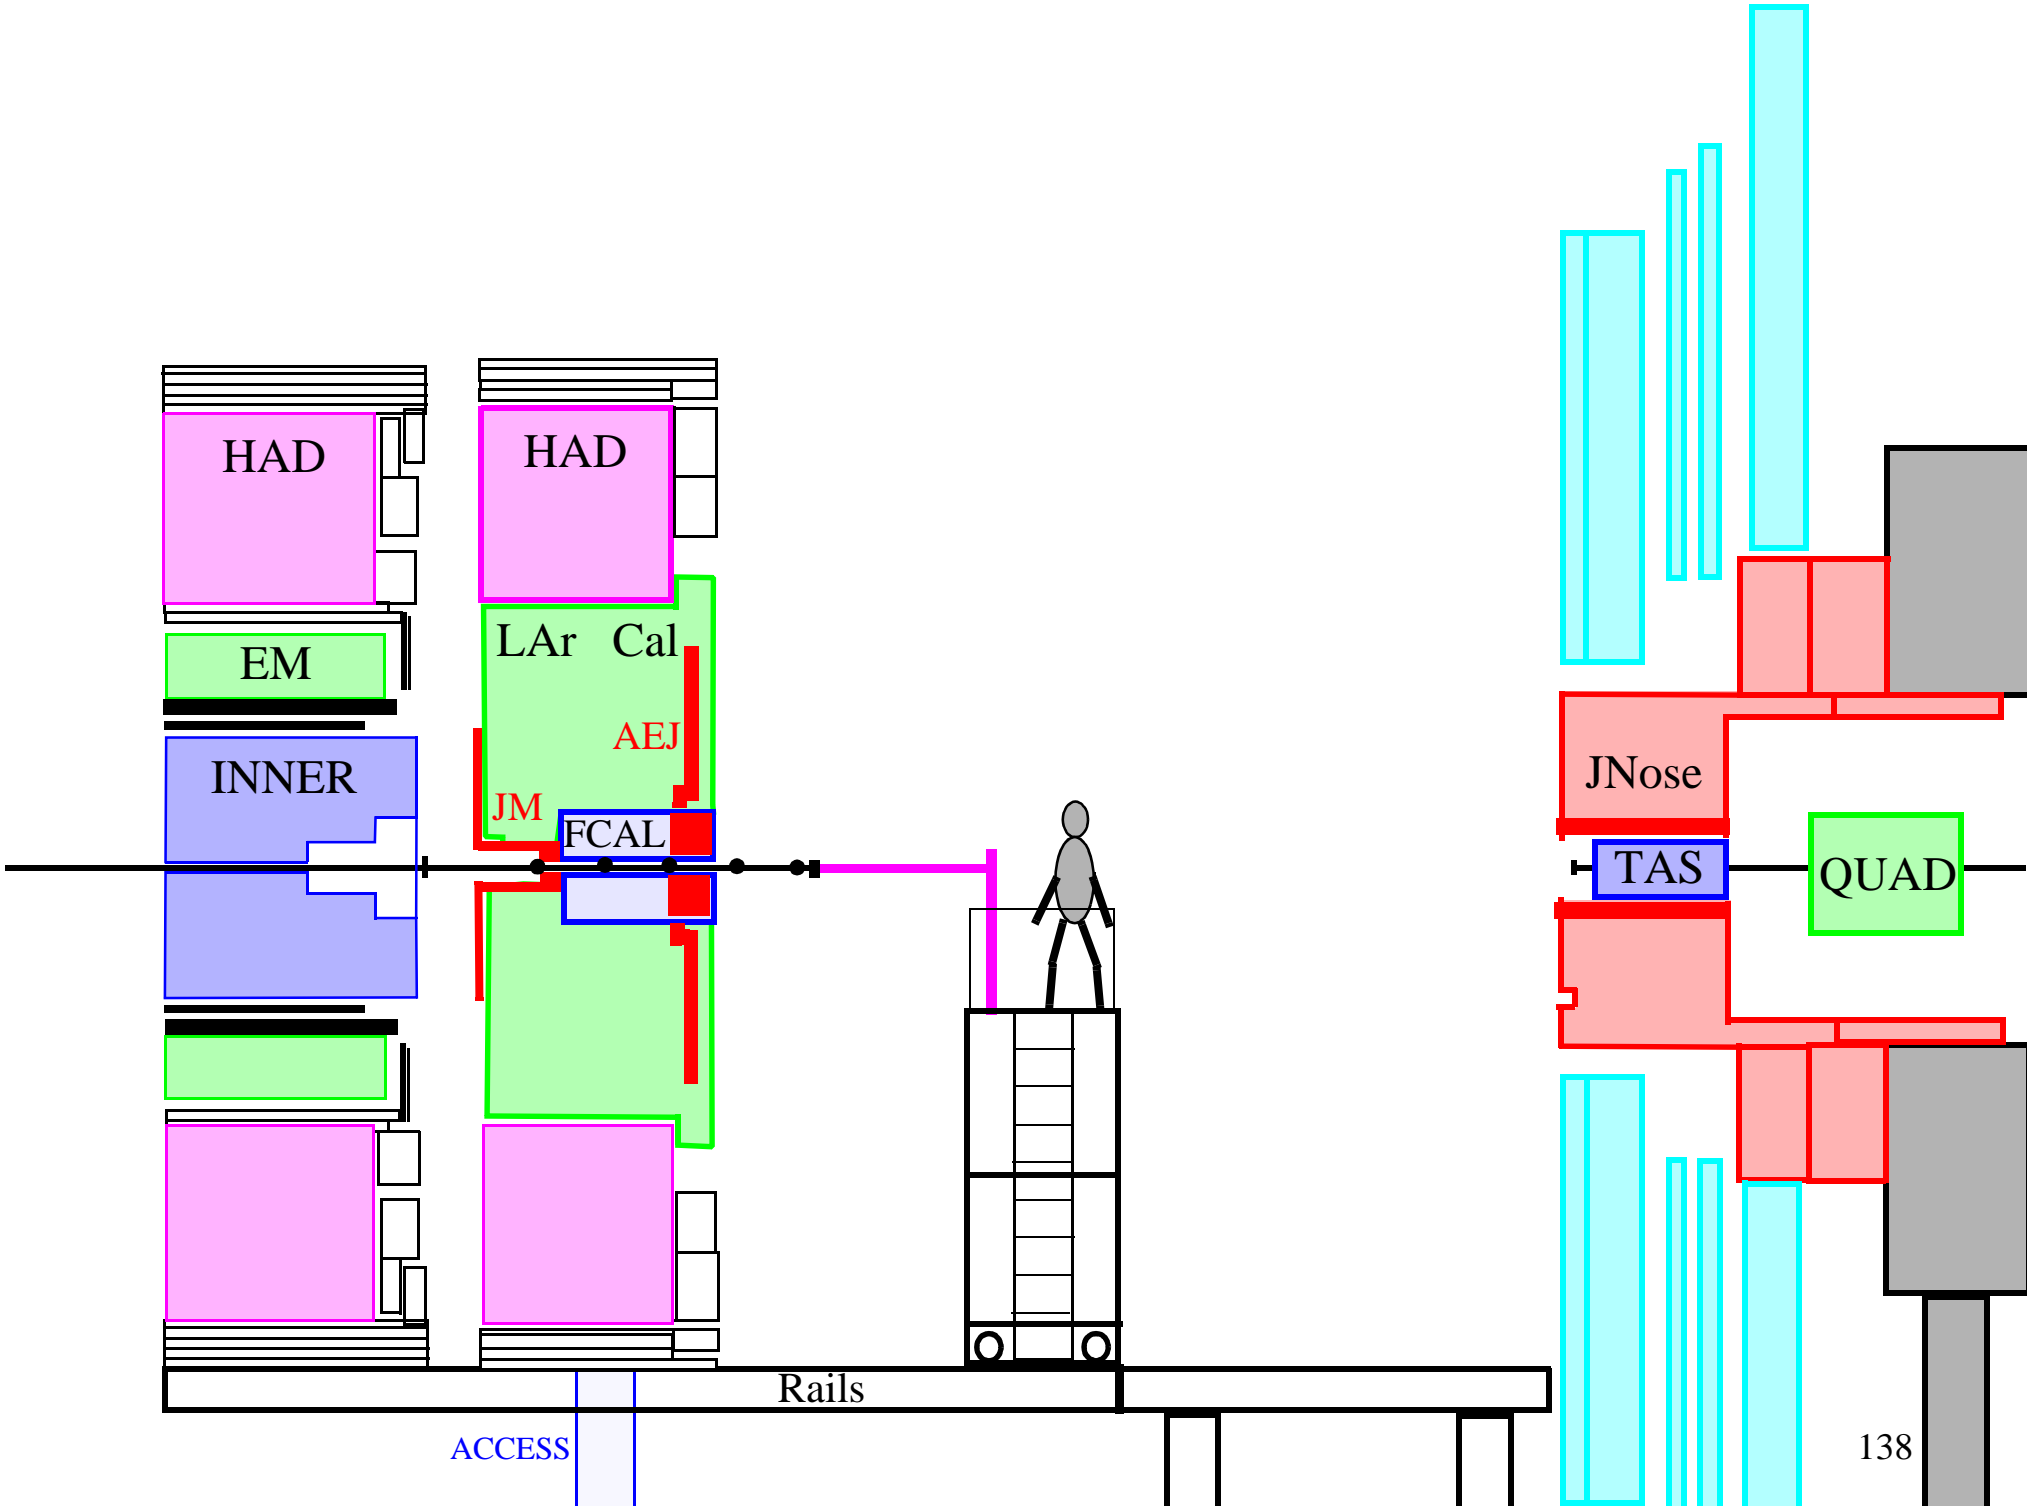 HAD
HAD
EM
LAr Cal
AEJ
INNER
JM
FCAL
JNose
TAS
QUAD
Rails
ACCESS
138